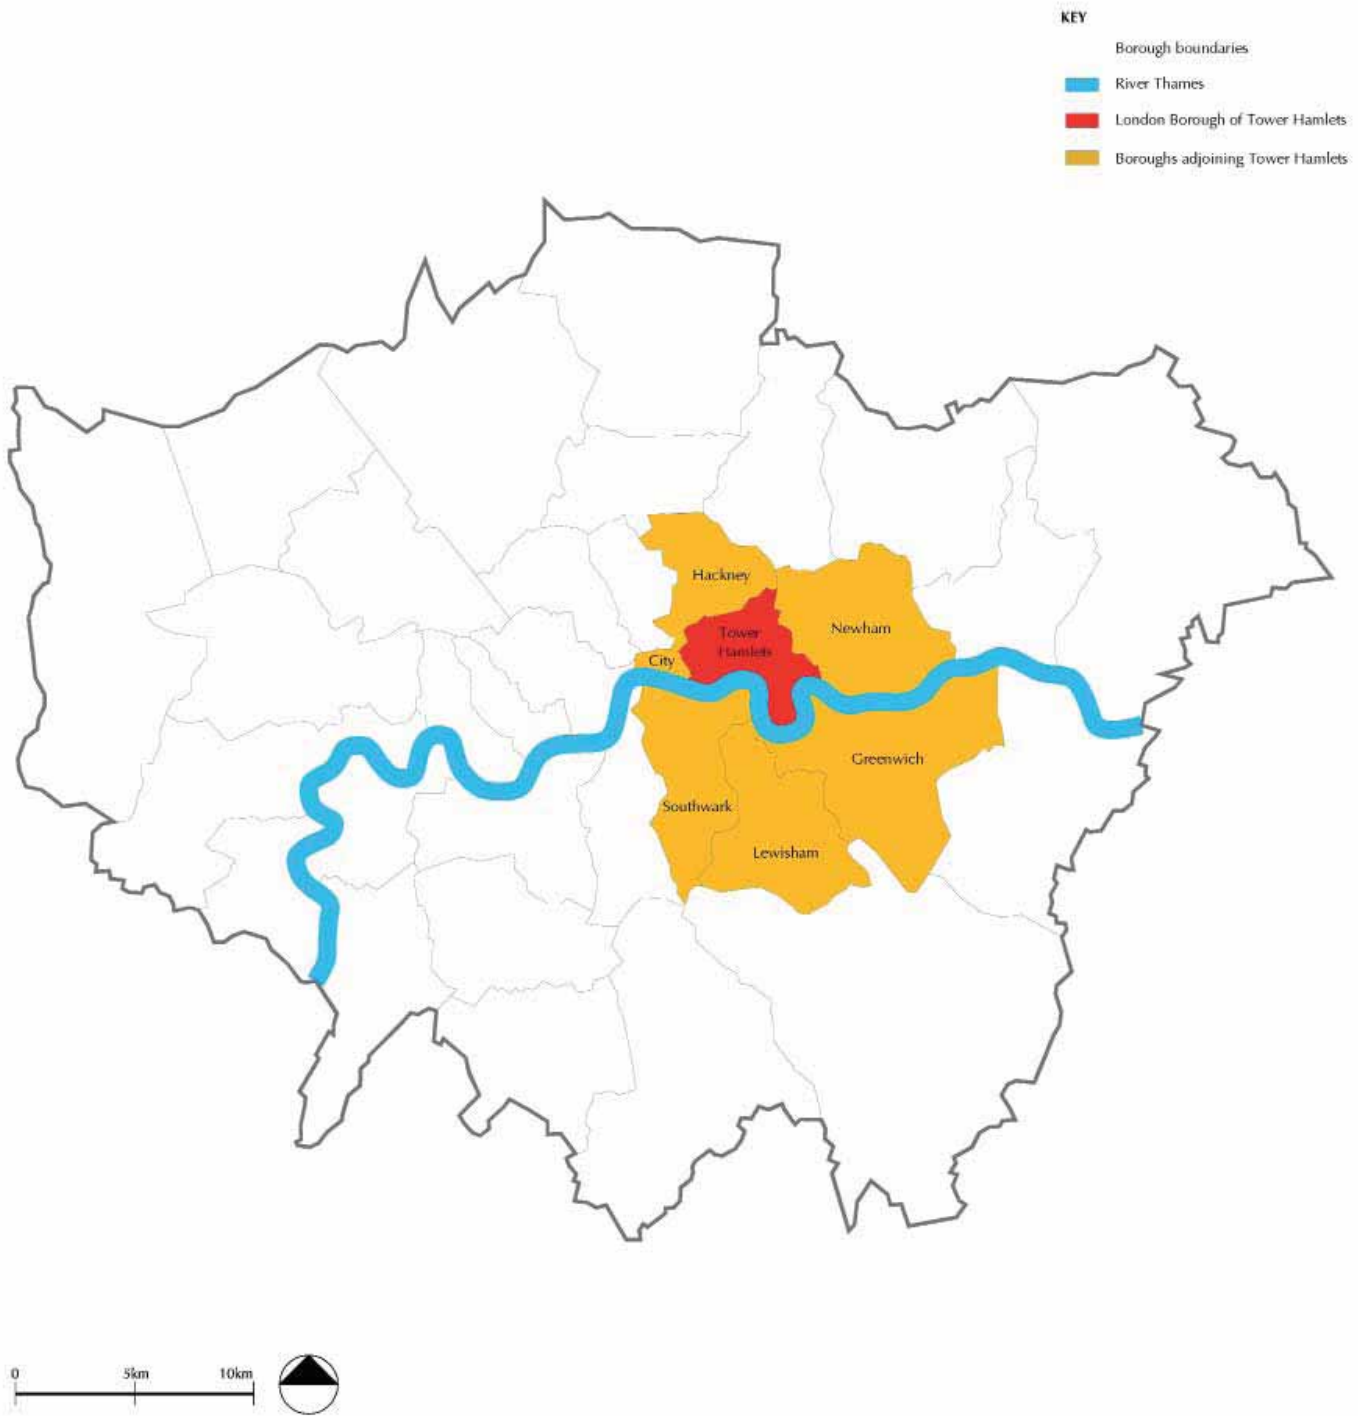 KEY
Borough boundaries
River Thames
London Borough of Tower Hamlets
Boroughs adjoining Tower Hamlets
Hackney
Tower
Hamlets
Newham
City
Greenwich
Southwark
Lewisham
0 5km 10km